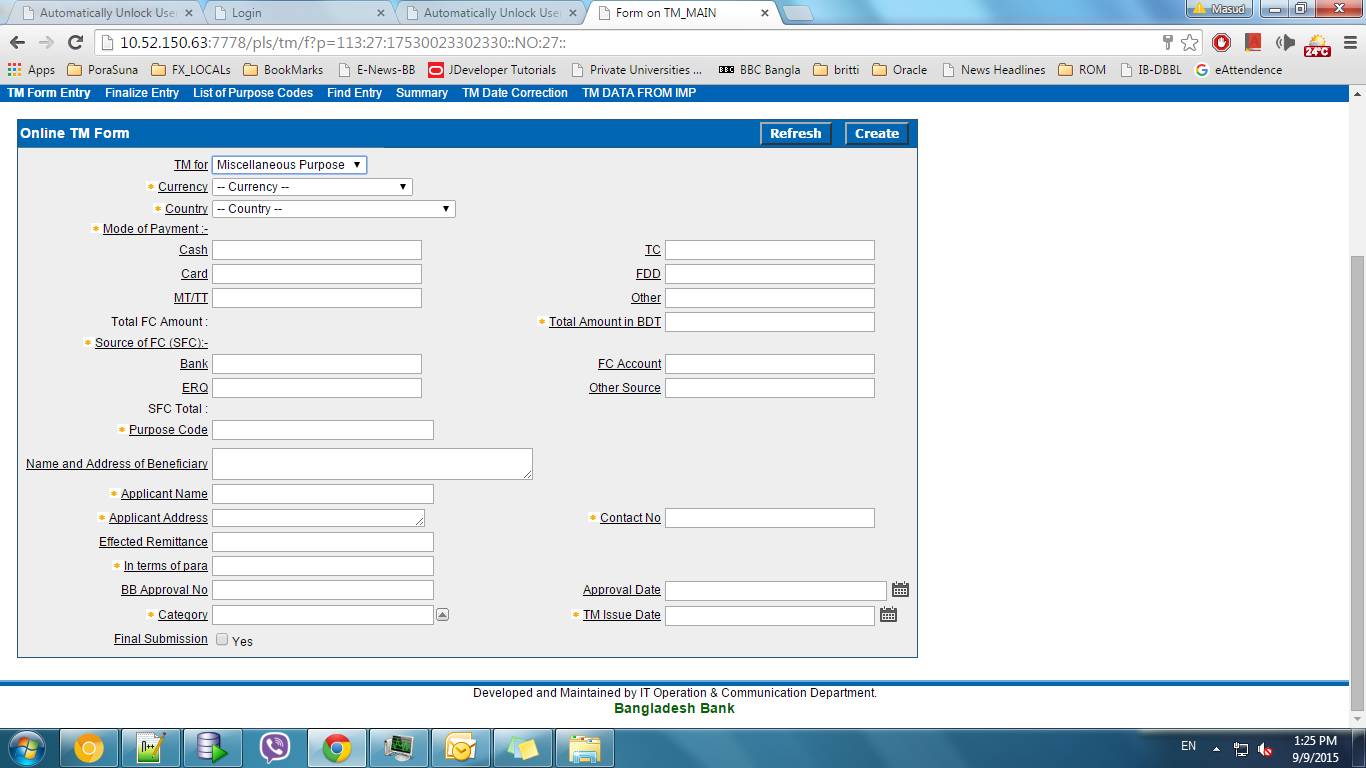 Automatically Unlock Use
Login
Automatically Unlock Use
Form on TM_MAIN
Masud
10.52.150.63:7778/pls/tm/f?p=113:27:17530023302330::NO:27::
24°C
Apps
PoraSuna
FX_LOCALs
BookMarks
E-News-BB
JDeveloper Tutorials
Private Universities ...
BBC
BBC Bangla
britti
Oracle
News Headlines
ROM
IB-DBBL
G
eAttendence
TM Form Entry Finalize Entry List of Purpose Codes Find Entry Summary TM Date Correction TM DATA FROM IMP
Online TM Form
Refresh
Create
TM for Miscellaneous Purpose
* Currency -- Currency --
* Country -- Country --
* Mode of Payment :-
Cash
TC
Card
FDD
MT/TT
Other
Total FC Amount :
* Total Amount in BDT
* Source of FC (SFC):-
Bank
FC Account
ERQ
Other Source
SFC Total :
* Purpose Code
Name and Address of Beneficiary
* Applicant Name
* Applicant Address
* Contact No
Effected Remittance
* In terms of para
BB Approval No
Approval Date
* Category
* TM Issue Date
Final Submission Yes
Developed and Maintained by IT Operation & Communication Department.
Bangladesh Bank
N++
EN
1:25 PM
9/9/2015